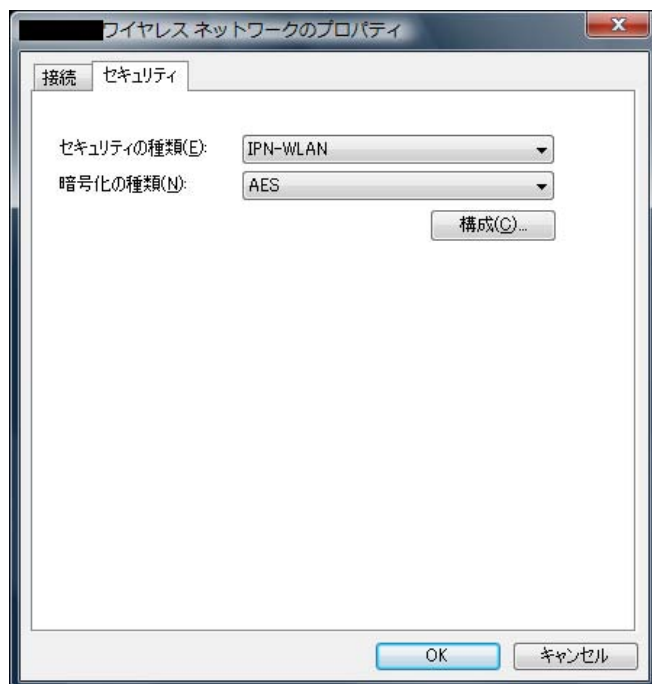 ワイヤレス ネットワークのプロパティ
接続 セキュリティ
セキュリティの種類(E): IPN-WLAN
暗号化の種類(N): AES
構成(C)...
OK キャンセル